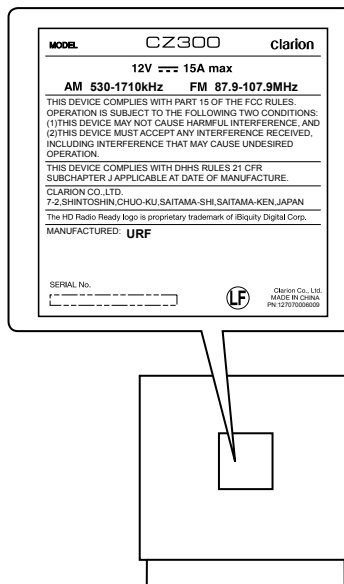 MODEL CZ300 Clarion
12V 15A max
AM 530-1710kHz FM 87.9-107.9MHz
THIS DEVICE COMPLIES WITH PART 15 OF THE FCC RULES.
OPERATION IS SUBJECT TO THE FOLLOWING TWO CONDITIONS:
(1)THIS DEVICE MAY NOT CAUSE HARMFUL INTERFERENCE, AND
(2)THIS DEVICE MUST ACCEPT ANY INTERFERENCE RECEIVED,
INCLUDING INTERFERENCE THAT MAY CAUSE UNDESIRED
OPERATION.
THIS DEVICE COMPLIES WITH DHHS RULES 21 CFR
SUBCHAPTER J APPLICABLE AT DATE OF MANUFACTURE.
CLARION CO.,LTD.
7-2,SHINTOSHIN,CHUO-KU,SAITAMA-SHI,SAITAMA-KEN,JAPAN
The HD Radio Ready logo is proprietary trademark of iBiquity Digital Corp.
MANUFACTURED: URF
SERIAL No.
LF
Clarion Co., Ltd.
MADE IN CHINA
PN:127070006009